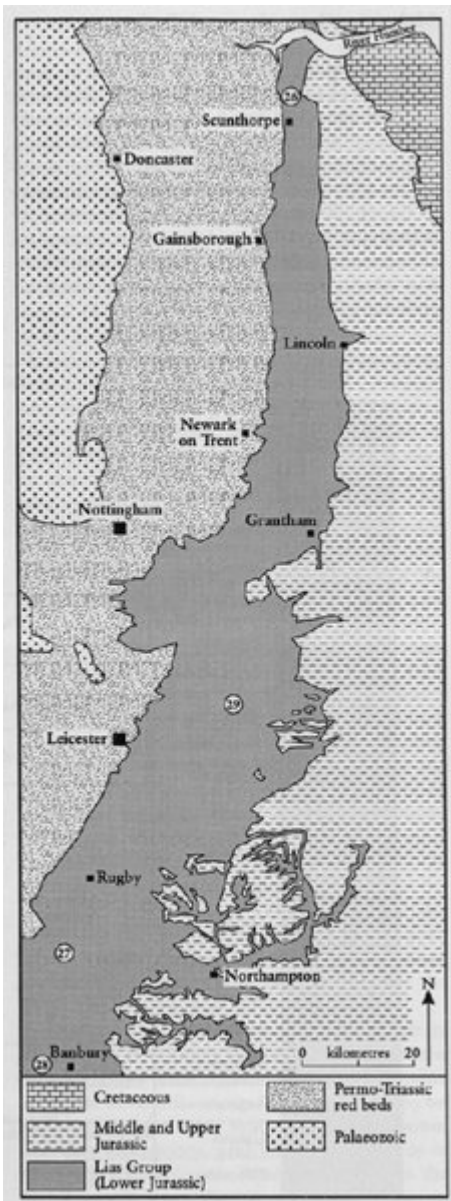 River Humber
26
Scunthorpe
Doncaster
Gainsborough
Lincoln
Newark
on Trent
Nottingham
Grantham
29
Leicester
Rugby
27
Northampton
N
0 kilometres 20
28
Banbury
Cretaceous
Middle and Upper
Jurassic
Lias Group
(Lower Jurassic)
Permo-Triassic
red beds
Palaeozoic